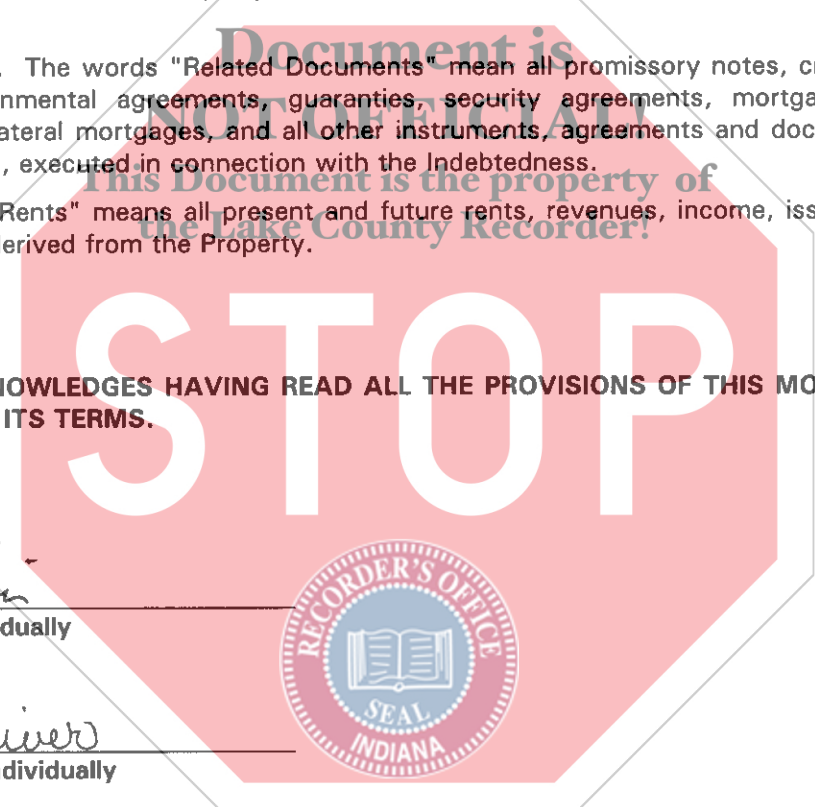 Document is
. The words "Related Documents" mean all promissory notes, cr
nmental agreements, guaranties, security agreements, mortga
NOT OFFICIAL!
ateral mortgages, and all other instruments, agreements and doc
, executed in connection with the Indebtedness.
This Document is the property of
Rents" means all present and future rents, revenues, income, iss
the Lake County Recorder!
erived from the Property.
STOP
NOWLEDGES HAVING READ ALL THE PROVISIONS OF THIS MO
ITS TERMS.
dually
RECORDER'S OFFICE
SEAL
INDIANA
dividually